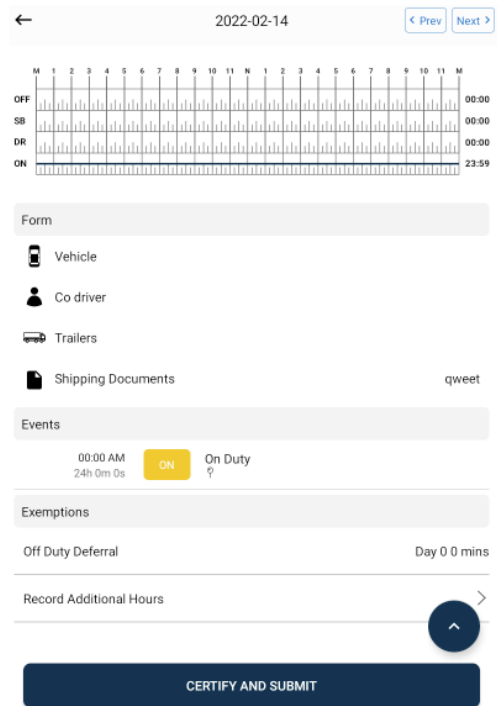 2022-02-14
Prev Next
M 1 2 3 4 5 6 7 8 9 10 11 N 1 2 3 4 5 6 7 8 9 10 11 M
OFF 00:00
SB 00:00
DR 00:00
ON 23:59
Form
Vehicle
Co driver
Trailers
Shipping Documents qweet
Events
00:00 AM ON On Duty
24h 0m 0s
Exemptions
Off Duty Deferral Day 0 0 mins
Record Additional Hours
CERTIFY AND SUBMIT